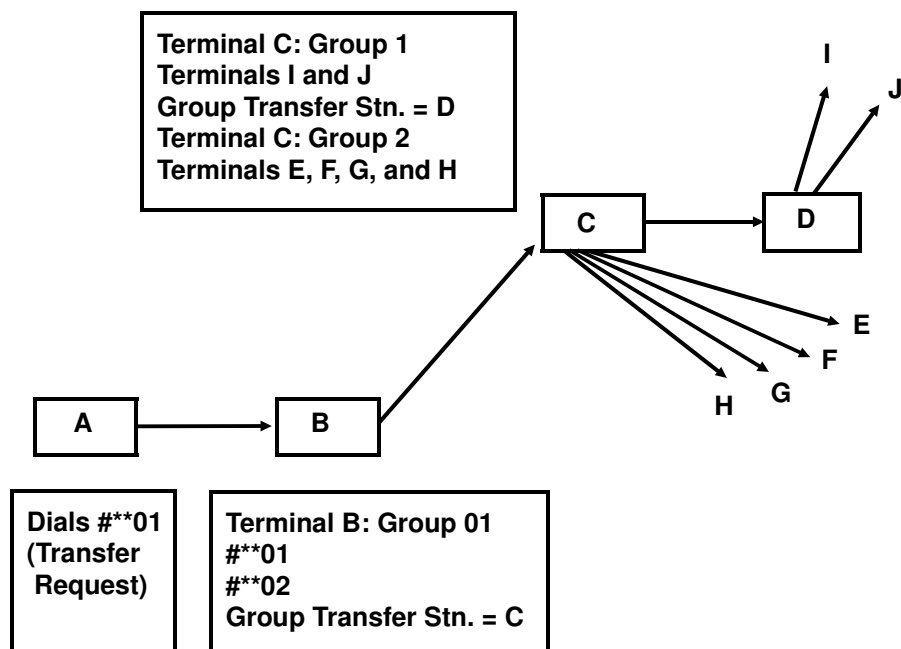 Terminal C: Group 1
Terminals I and J
Group Transfer Stn. = D
Terminal C: Group 2
Terminals E, F, G, and H
I
J
C
D
E
F
G
H
A
B
Dials #**01
(Transfer
Request)
Terminal B: Group 01
#**01
#**02
Group Transfer Stn. = C